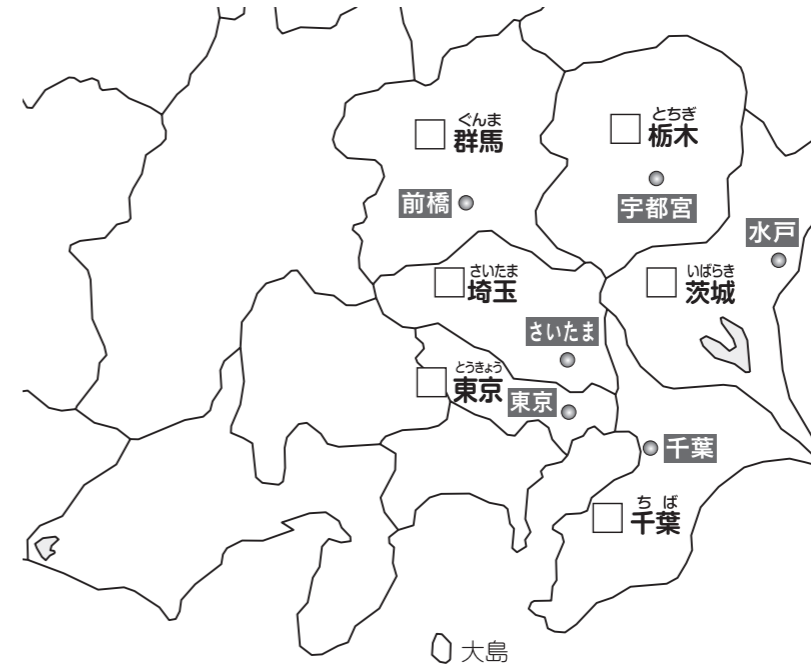 ぐんま
群馬
とちぎ
栃木
前橋
宇都宮
水戸
さいたま
埼玉
いばらき
茨城
さいたま
とうきょう
東京
東京
千葉
ちば
千葉
大島